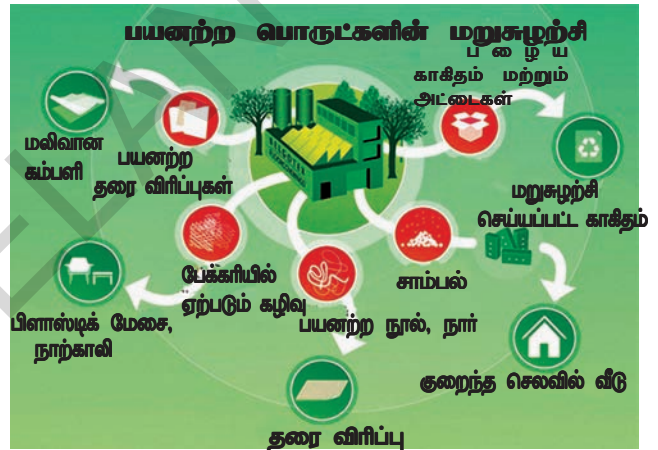 பயனற்ற பொருட்களின் மறுசுழற்சி
பழைய
காகிதம் மற்றும்
அட்டைகள்
மலிவான
கம்பளி
பயனற்ற
தரை விரிப்புகள்
மறுசுழற்சி
செய்யப்பட்ட காகிதம்
பேக்கரியில்
ஏற்படும் கழிவு
சாம்பல்
பிளாஸ்டிக் மேசை,
நாற்காலி
பயனற்ற நூல், நார்
குறைந்த செலவில் வீடு
தரை விரிப்பு